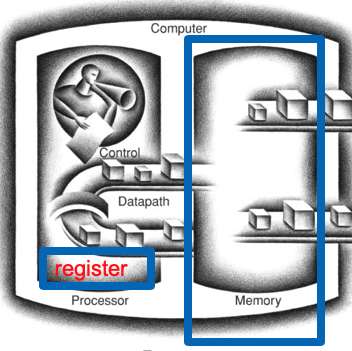 Computer
Control
Datapath
register
Processor
Memory